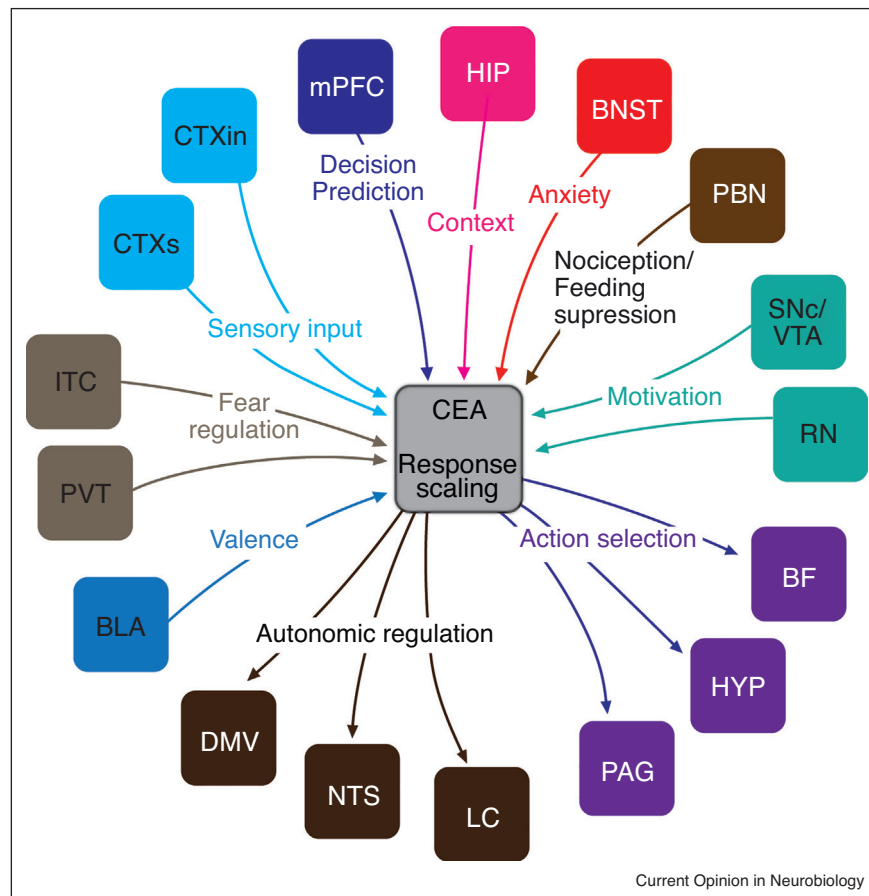 HIP
mPFC
BNST
CTXin
Decision
Prediction
PBN
Anxiety
CTXs
Context
Nociception/
Feeding
supression
SNc/
VTA
Sensory input
ITC
Motivation
Fear
regulation
CEA
RN
Response
scaling
PVT
Valence
Action selection
BF
BLA
Autonomic regulation
HYP
DMV
PAG
NTS
LC
Current Opinion in Neurobiology